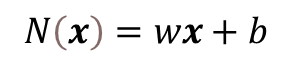 N(x) = wx + b